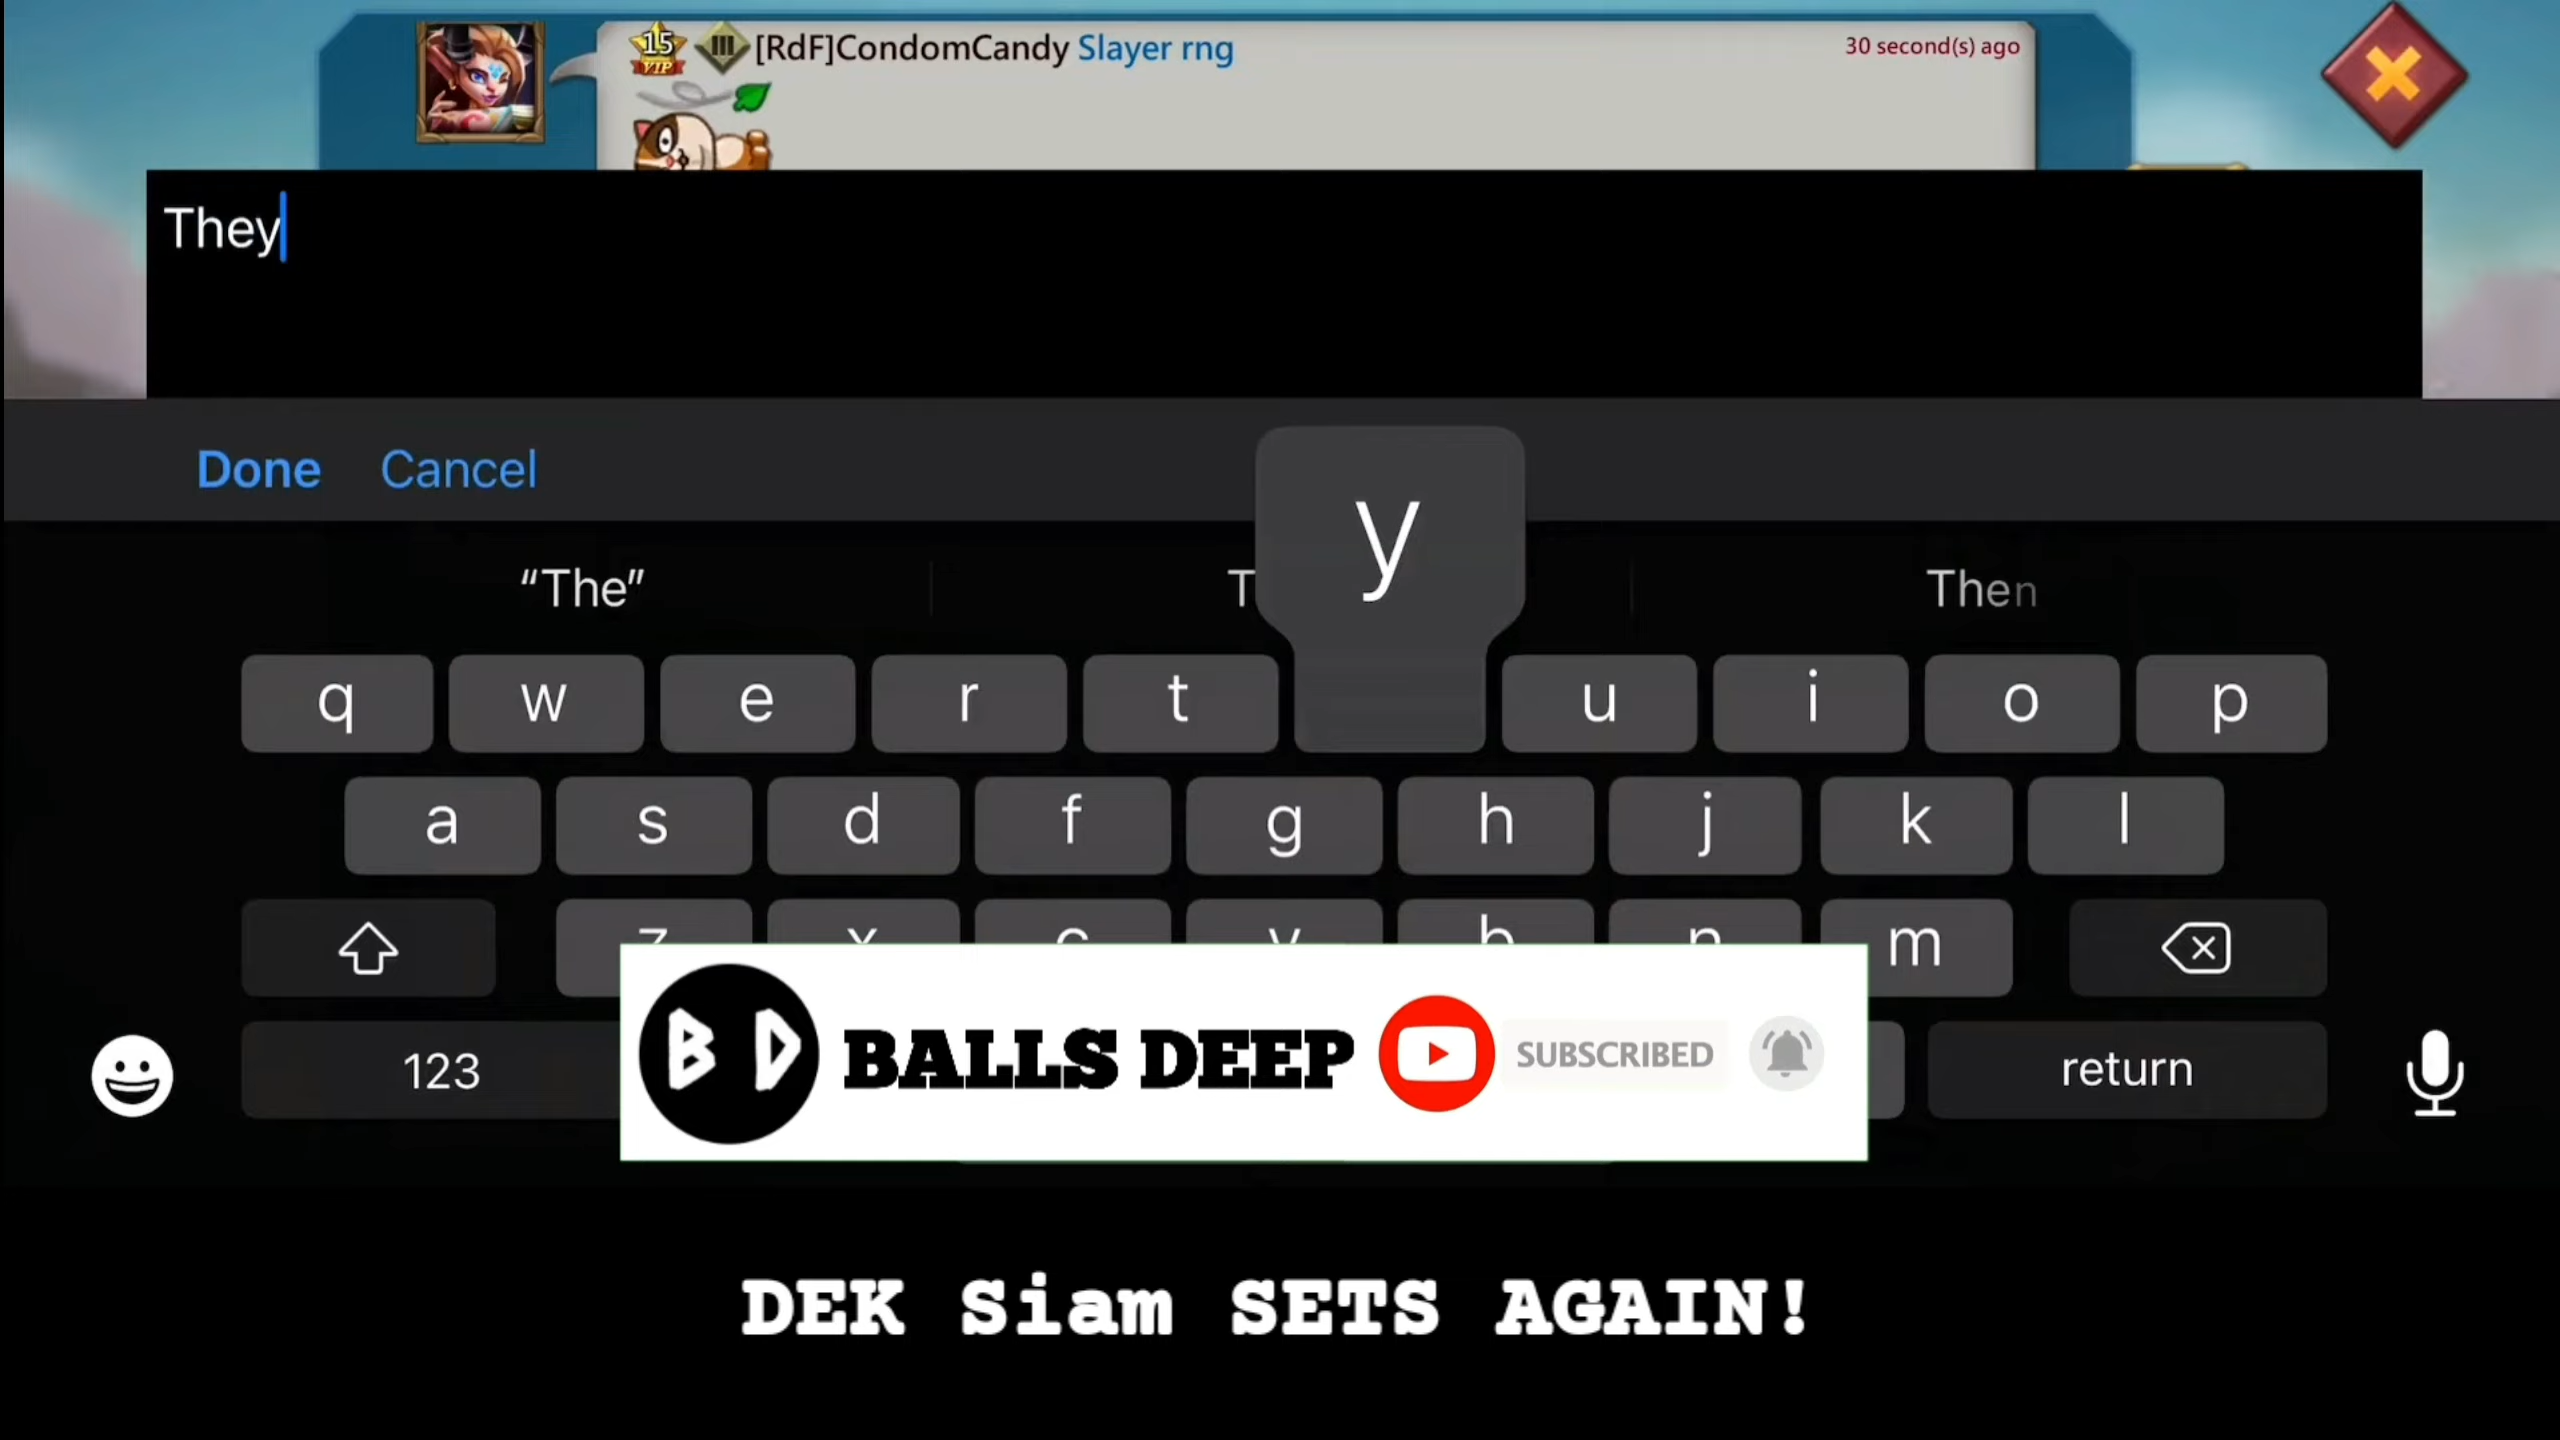 15 VIP III [RdF]CondomCandy Slayer rng 30 second(s) ago
They
Done Cancel
y
“The” T Then
q w e r t u i o p
a s d f g h j k l
z x c v b n m
123 return
B D BALLS DEEP SUBSCRIBED
DEK Siam SETS AGAIN!